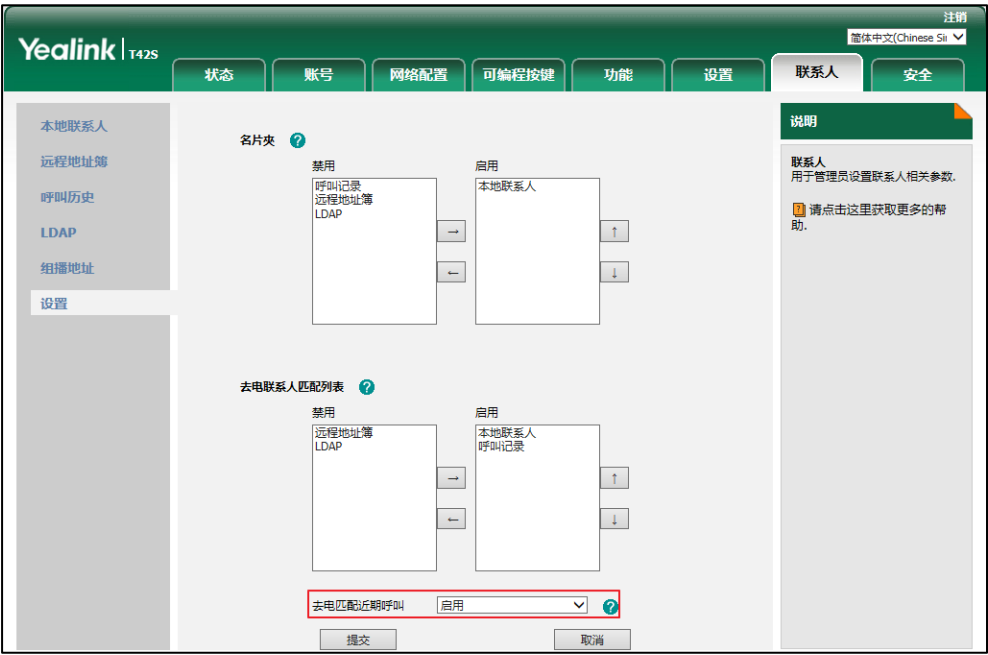 注销
简体中文(Chinese Sii
Yealink T42S
状态 账号 网络配置 可编程按键 功能 设置 联系人 安全
本地联系人
远程地址簿
呼叫历史
LDAP
组播地址
设置
名片夹 ?
禁用 启用
呼叫记录
远程地址簿
LDAP
本地联系人
→ ↑
← ↓
去电联系人匹配列表 ?
禁用 启用
远程地址簿
LDAP
本地联系人
呼叫记录
→ ↑
← ↓
去电匹配近期呼叫 启用 ?
提交 取消
说明
联系人
用于管理员设置联系人相关参数.
? 请点击这里获取更多的帮
助.